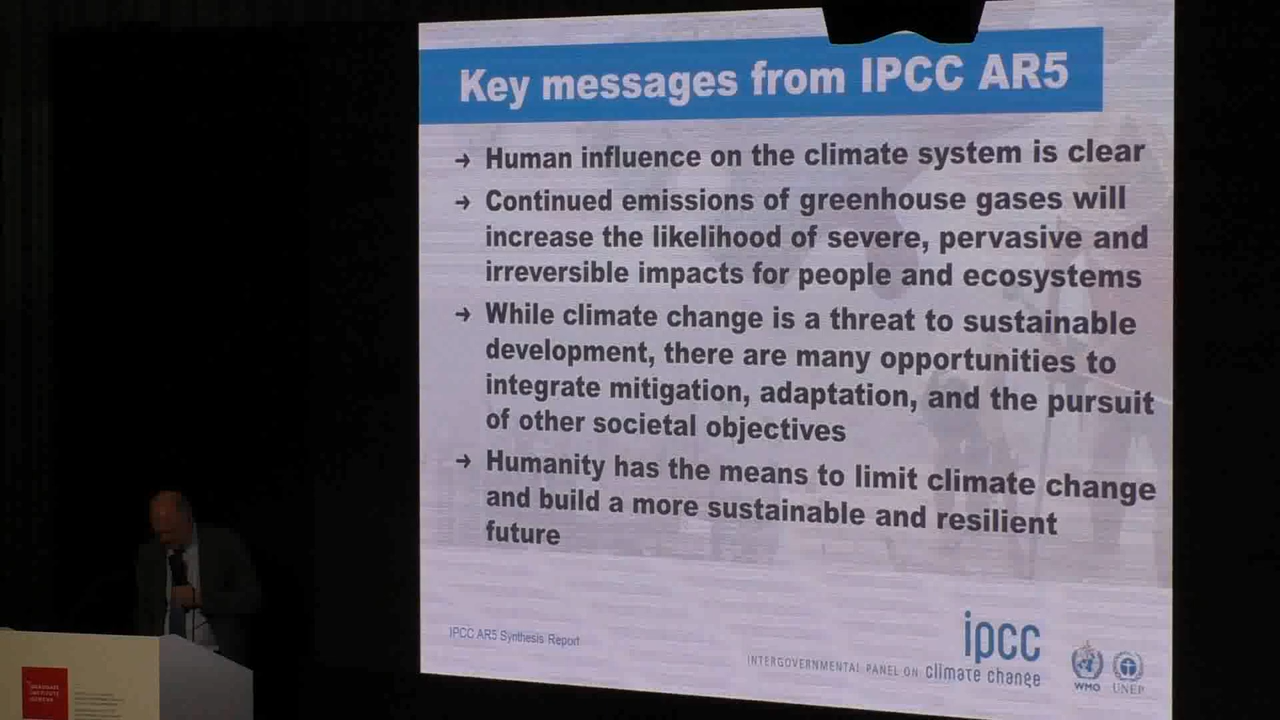 Key messages from IPCC AR5
→ Human influence on the climate system is clear
→ Continued emissions of greenhouse gases will
increase the likelihood of severe, pervasive and
irreversible impacts for people and ecosystems
→ While climate change is a threat to sustainable
development, there are many opportunities to
integrate mitigation, adaptation, and the pursuit
of other societal objectives
→ Humanity has the means to limit climate change
and build a more sustainable and resilient
future
IPCC AR5 Synthesis Report
ipcc
INTERGOVERNMENTAL PANEL ON climate change
WMO
UNEP
GRADUATE
INSTITUTE
GENEVA